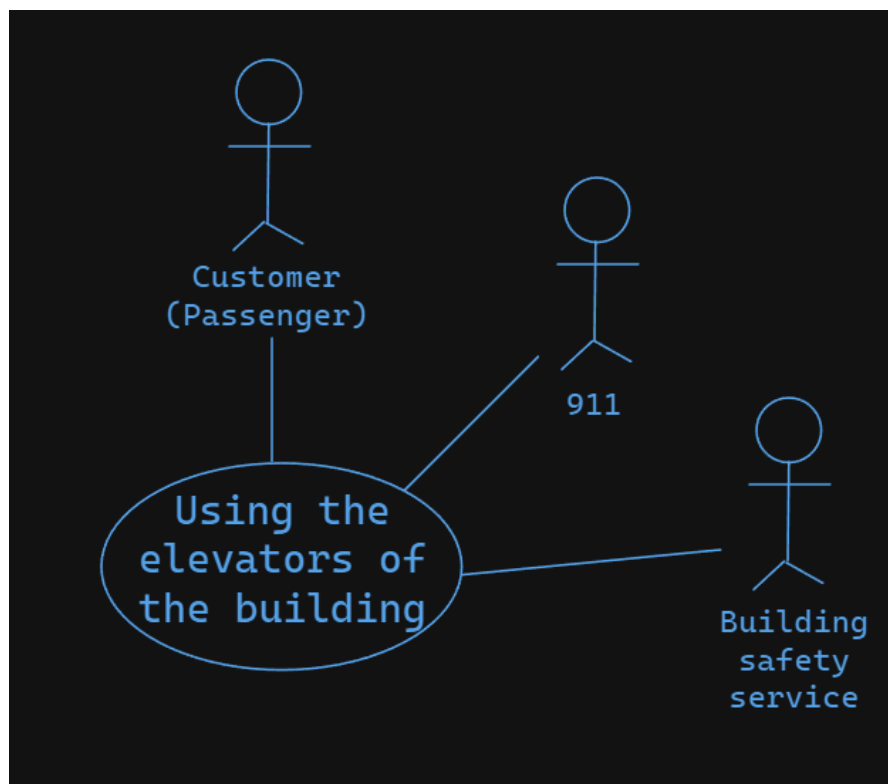 Customer
(Passenger)
911
Using the
elevators of
the building
Building
safety
service